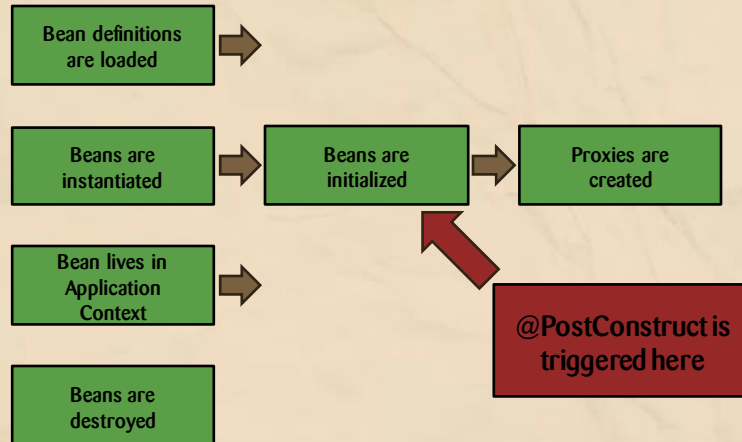 Bean definitions
are loaded
Beans are
instantiated
Beans are
initialized
Proxies are
created
Bean lives in
Application
Context
@PostConstruct is
triggered here
Beans are
destroyed